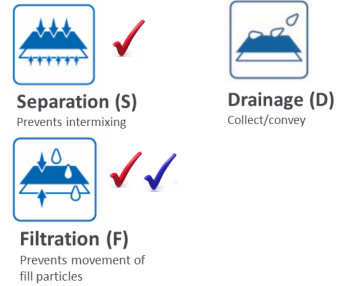 Separation (S)
Prevents intermixing
Drainage (D)
Collect/convey
Filtration (F)
Prevents movement of
fill particles